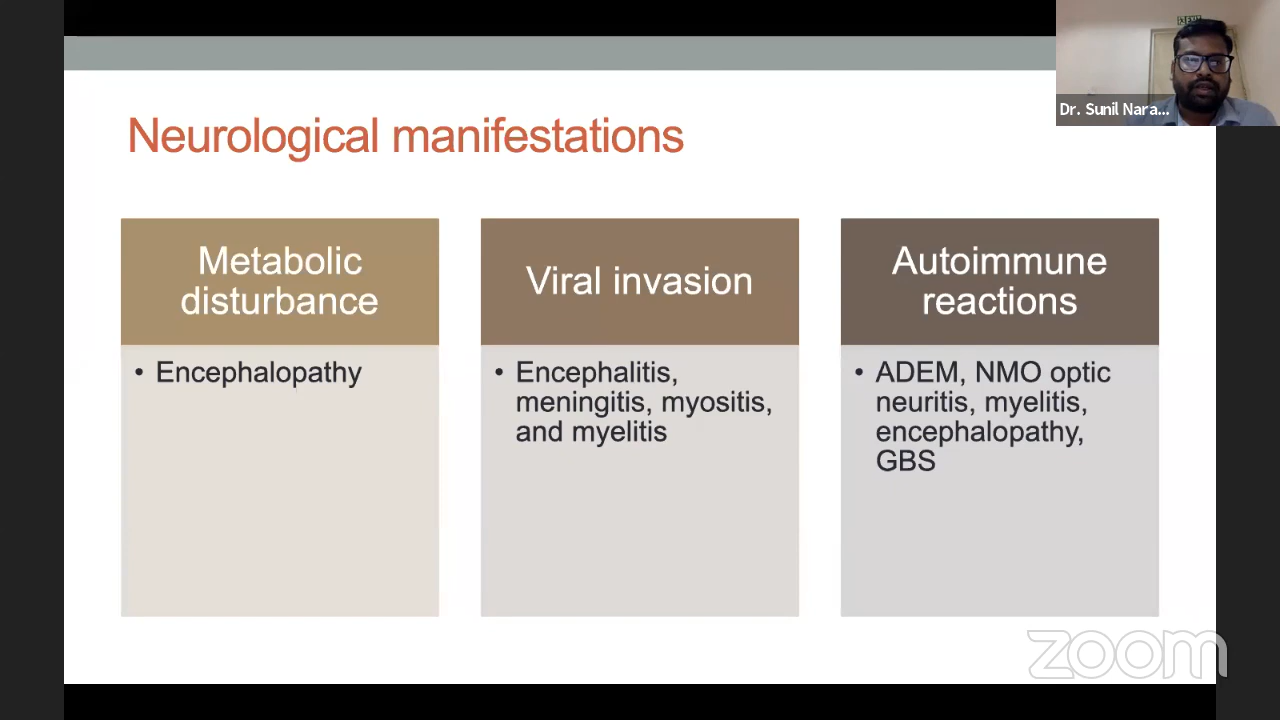 Dr. Sunil Nara...
Neurological manifestations
Metabolic
disturbance
• Encephalopathy
Viral invasion
• Encephalitis,
meningitis, myositis,
and myelitis
Autoimmune
reactions
• ADEM, NMO optic
neuritis, myelitis,
encephalopathy,
GBS
zoom